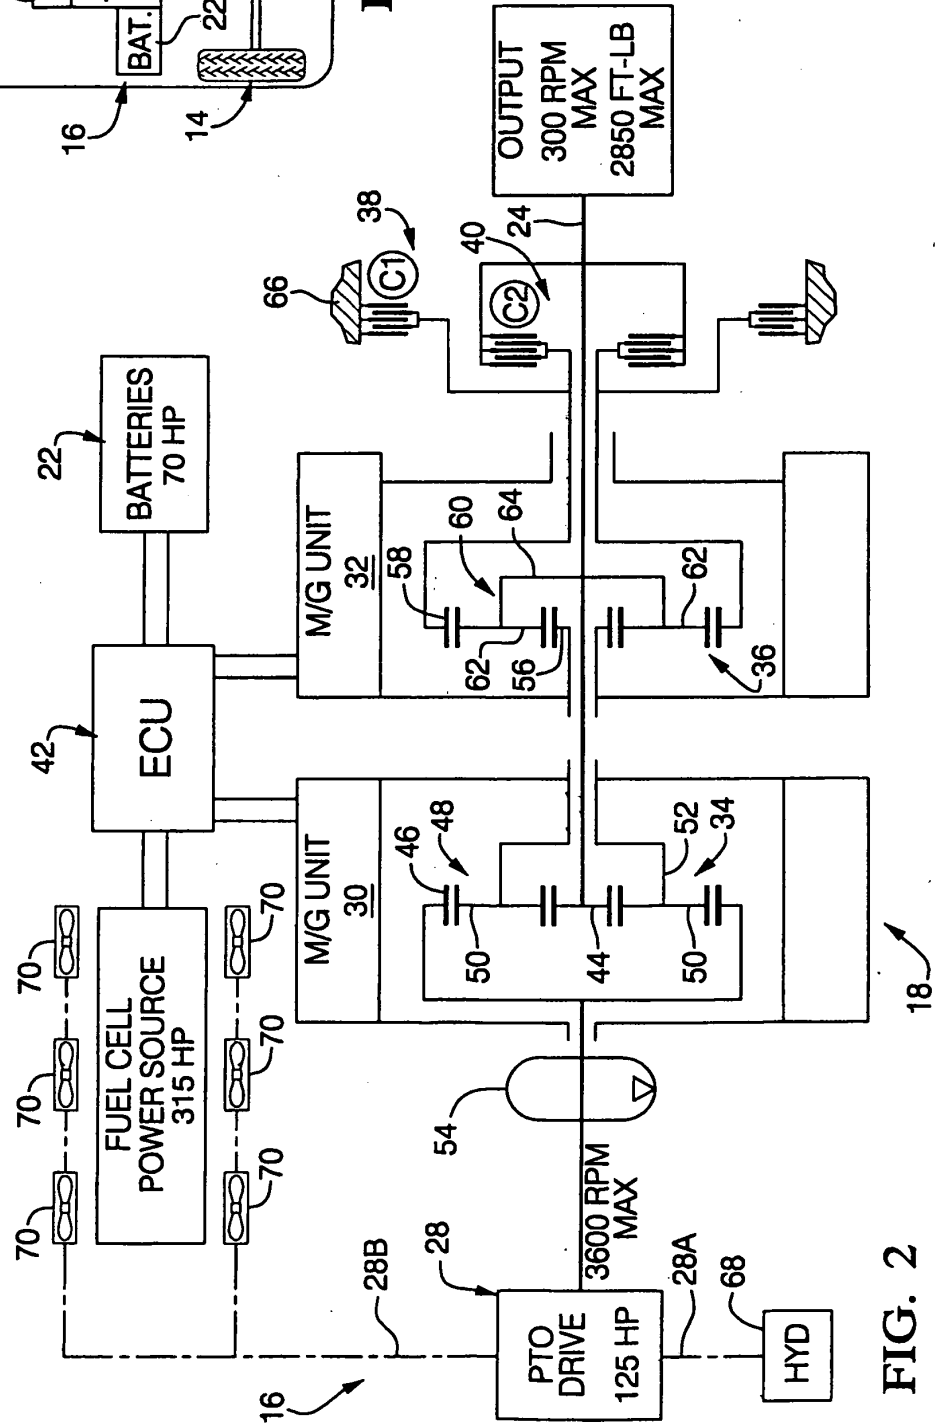 BAT.
22
16
14
OUTPUT
300 RPM
MAX
2850 FT-LB
MAX
24
38
C1
66
40
C2
BATTERIES
70 HP
22
ECU
42
M/G UNIT
32
58
60
64
62
56
62
36
M/G UNIT
30
46
48
52
34
50
44
50
18
FUEL CELL
POWER SOURCE
315 HP
70
70
70
70
70
70
54
3600 RPM
MAX
28
28B
PTO
DRIVE
125 HP
28A
68
HYD
16
FIG. 2